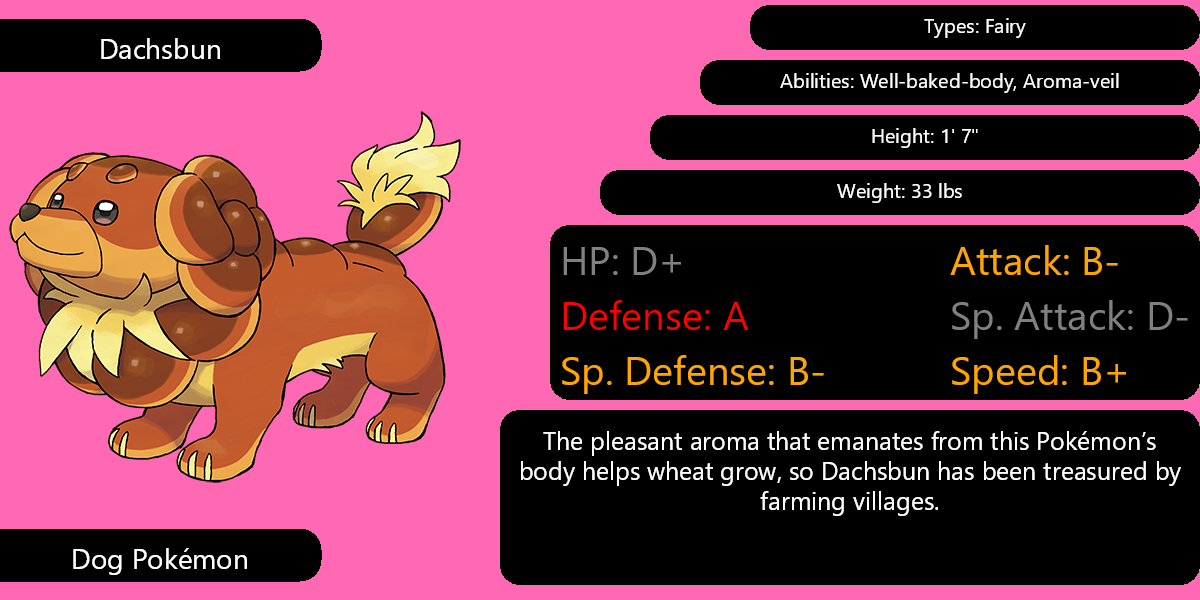 Dachsbun
Types: Fairy
Abilities: Well-baked-body, Aroma-veil
Height: 1' 7"
Weight: 33 lbs
HP: D+
Attack: B-
Defense: A
Sp. Attack: D-
Sp. Defense: B-
Speed: B+
The pleasant aroma that emanates from this Pokémon’s
body helps wheat grow, so Dachsbun has been treasured by
farming villages.
Dog Pokémon